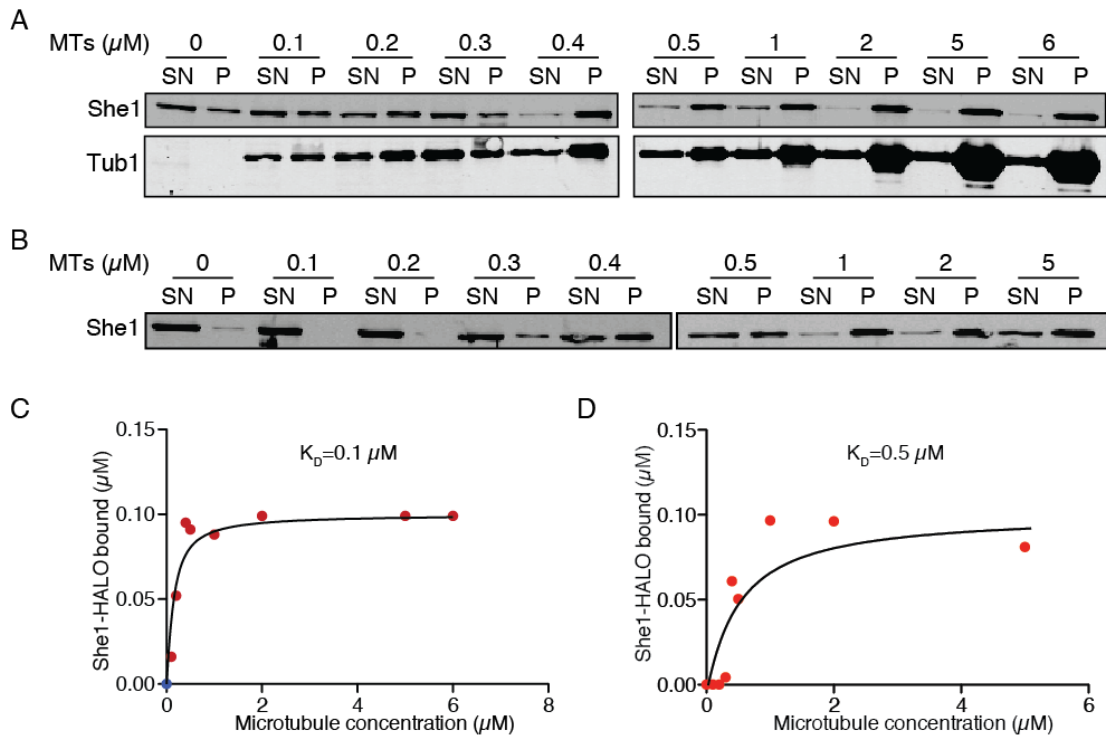 A
MTs (µM) 0 0.1 0.2 0.3 0.4 0.5 1 2 5 6
SN P SN P SN P SN P SN P SN P SN P SN P SN P SN P
She1
Tub1
B
MTs (µM) 0 0.1 0.2 0.3 0.4 0.5 1 2 5
SN P SN P SN P SN P SN P SN P SN P SN P SN P
She1
C
0.15
0.10
0.05
0.00
She1-HALO bound (µM)
K_D=0.1 µM
0 2 4 6 8
Microtubule concentration (µM)
D
0.15
0.10
0.05
0.00
She1-HALO bound (µM)
K_D=0.5 µM
0 2 4 6
Microtubule concentration (µM)